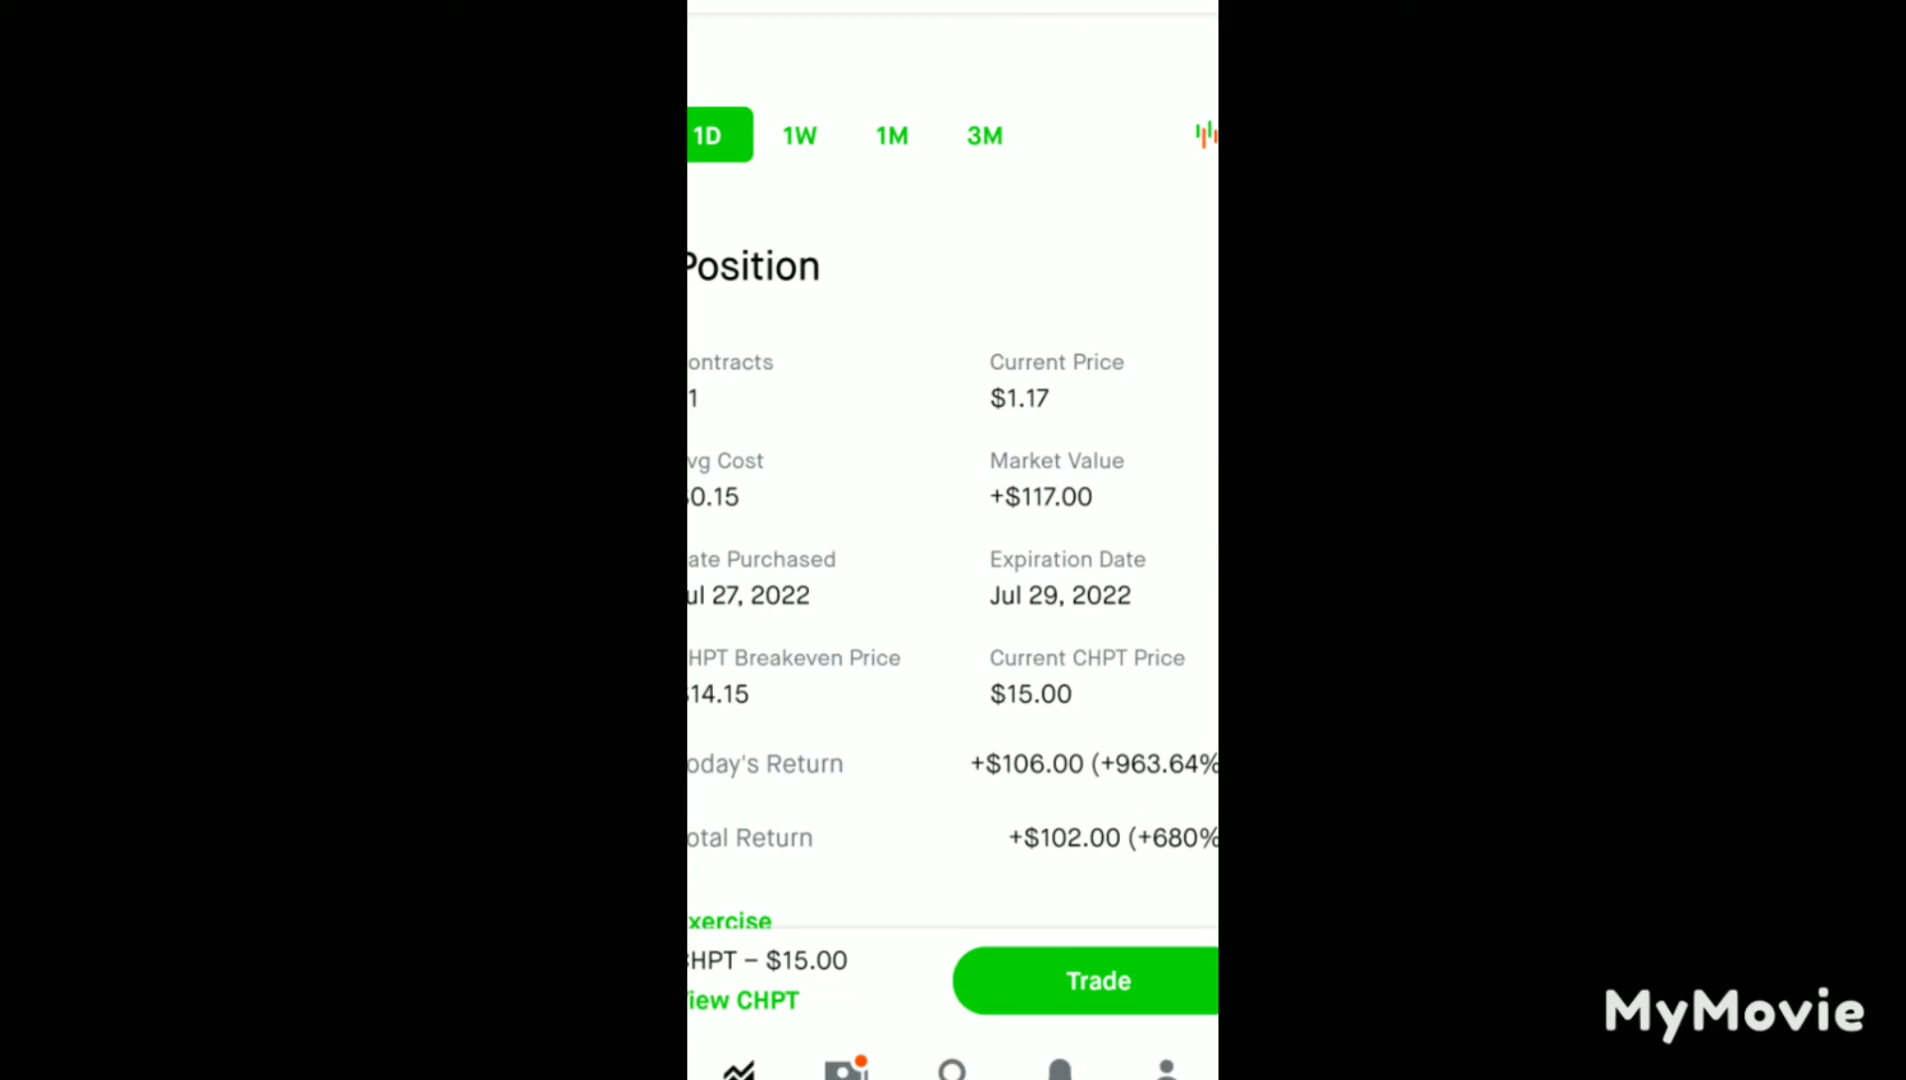 1D 1W 1M 3M
Position
ontracts Current Price
1 $1.17
vg Cost Market Value
0.15 +$117.00
ate Purchased Expiration Date
ul 27, 2022 Jul 29, 2022
HPT Breakeven Price Current CHPT Price
14.15 $15.00
oday's Return +$106.00 (+963.64%
otal Return +$102.00 (+680%
xercise
HPT – $15.00
Trade
iew CHPT
MyMovie